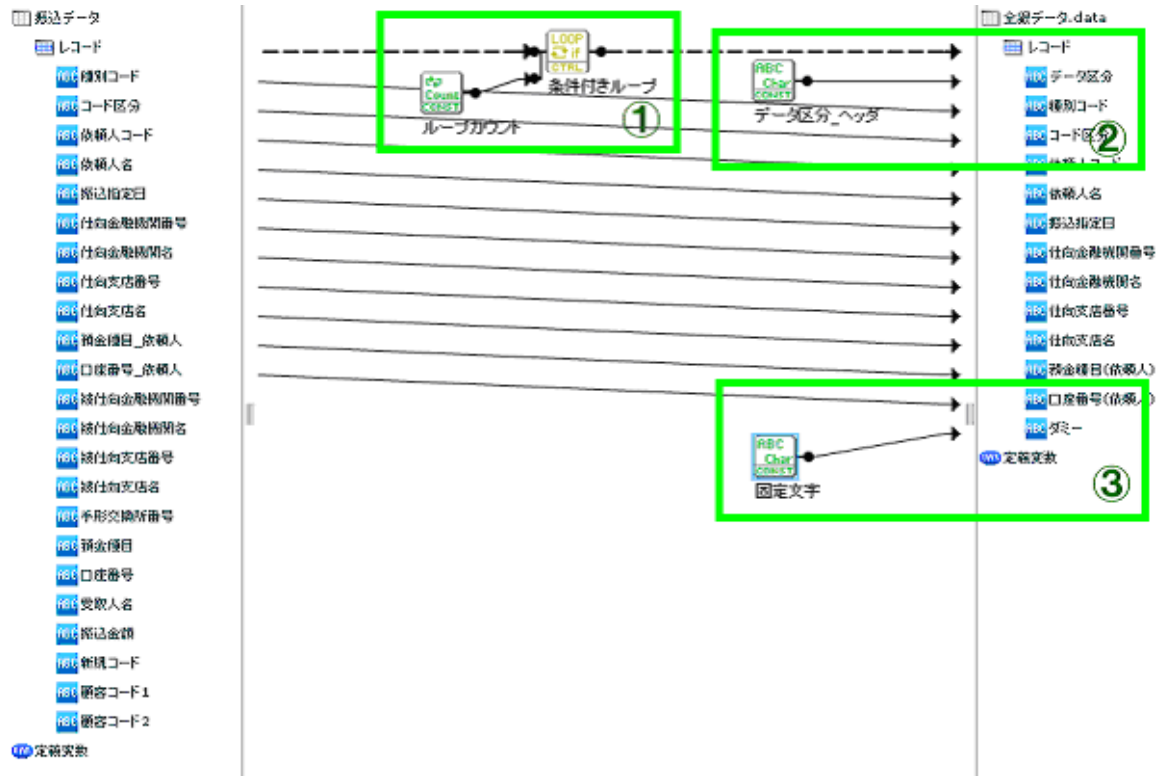 振込データ
レコード
種別コード
コード区分
依頼人コード
依頼人名
振込指定日
仕向金融機関番号
仕向金融機関名
仕向支店番号
仕向支店名
預金種目_依頼人
口座番号_依頼人
被仕向金融機関番号
被仕向金融機関名
被仕向支店番号
被仕向支店名
手形交換所番号
預金種目
口座番号
受取人名
振込金額
新規コード
顧客コード1
顧客コード2
定義変数
LOOP
if
CTRL
条件付きループ
Count
CONST
ループカウント
①
ABC
Char
CONST
データ区分_ヘッダ
②
ABC
Char
CONST
固定文字
③
全銀データ.data
レコード
データ区分
種別コード
コード区分
依頼人コード
依頼人名
振込指定日
仕向金融機関番号
仕向金融機関名
仕向支店番号
仕向支店名
預金種目(依頼人)
口座番号(依頼人)
ダミー
定義変数